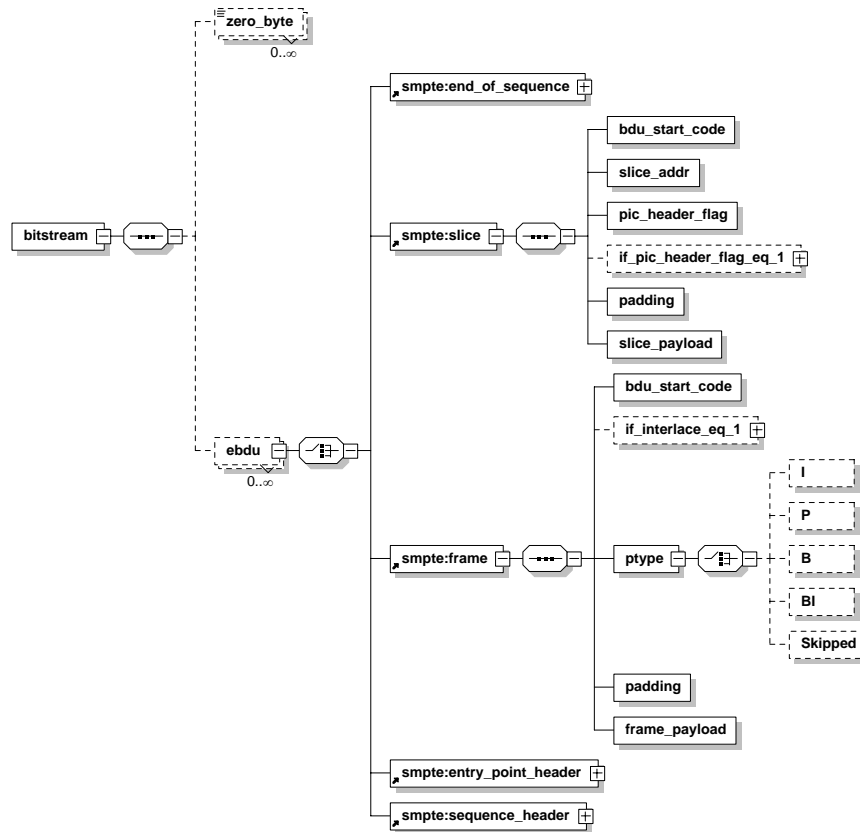 zero_byte
0..∞
smpte:end_of_sequence
bdu_start_code
slice_addr
pic_header_flag
bitstream
smpte:slice
if_pic_header_flag_eq_1
padding
slice_payload
bdu_start_code
if_interlace_eq_1
ebdu
0..∞
I
P
smpte:frame
ptype
B
BI
Skipped
padding
frame_payload
smpte:entry_point_header
smpte:sequence_header